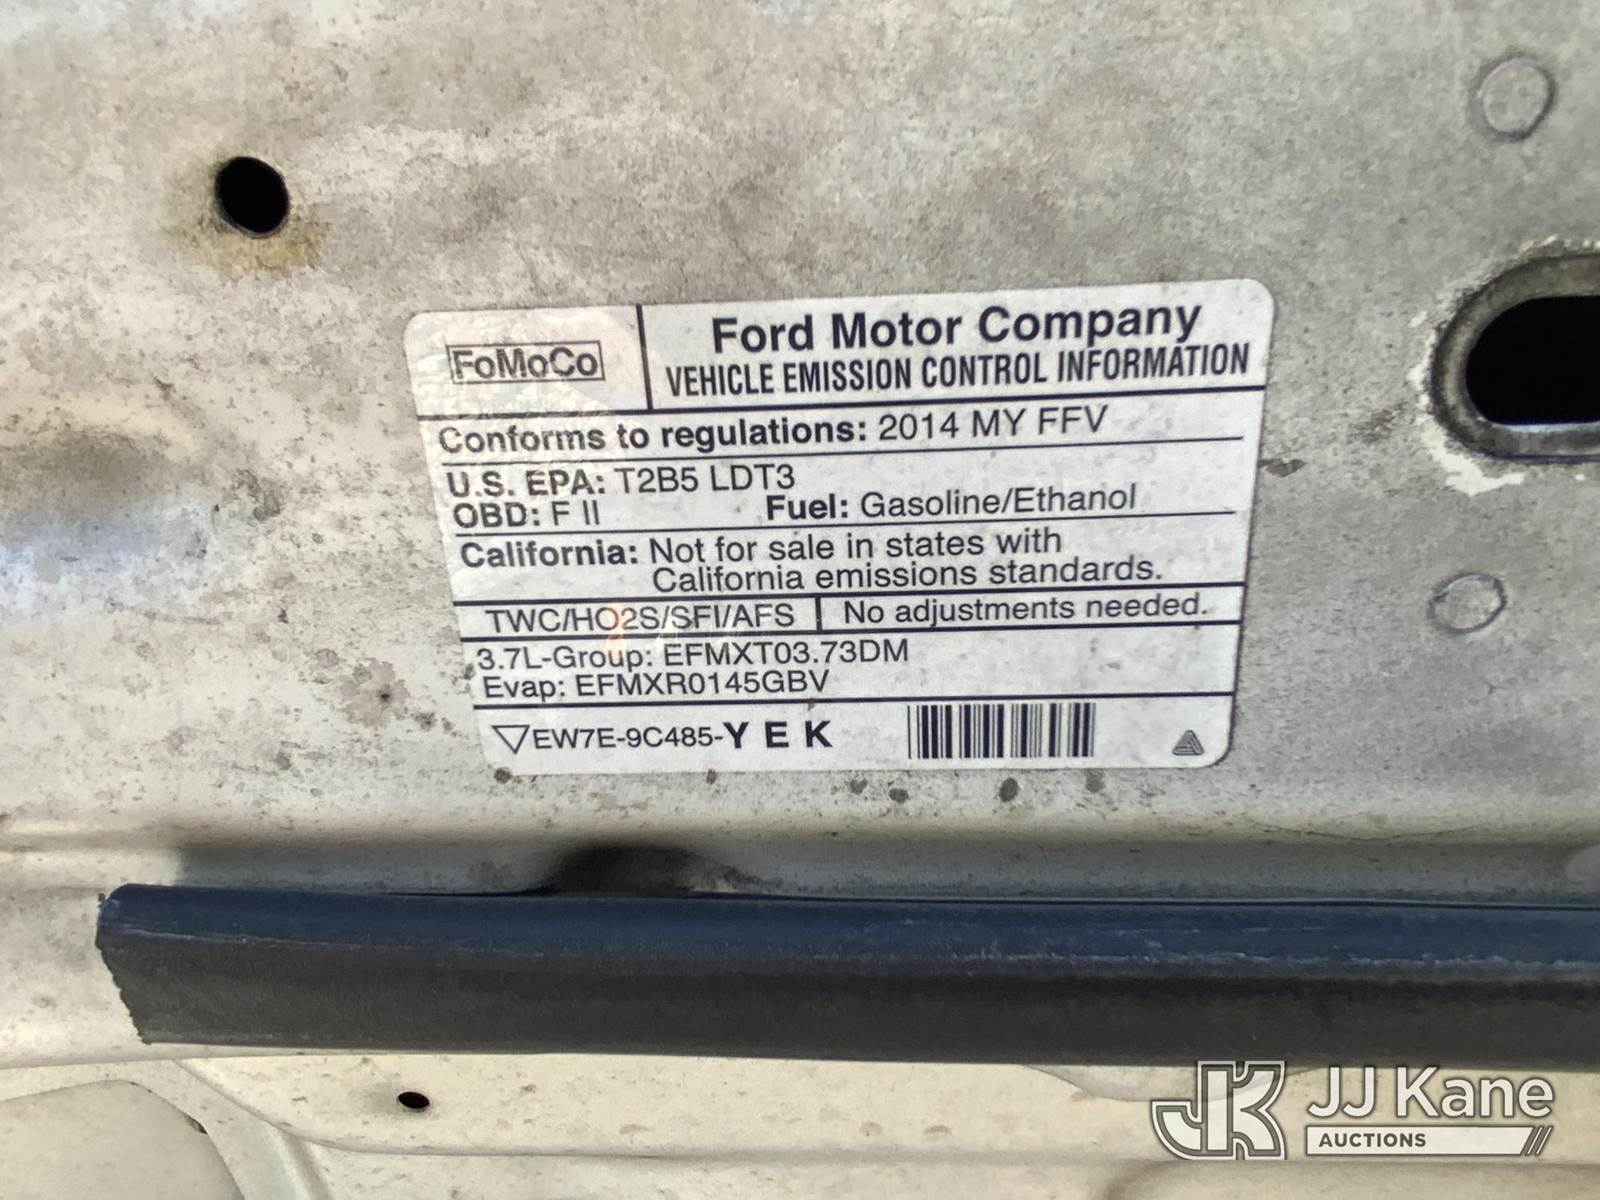 FoMoCo
Ford Motor Company
VEHICLE EMISSION CONTROL INFORMATION
Conforms to regulations: 2014 MY FFV
U.S. EPA: T2B5 LDT3
OBD: F II Fuel: Gasoline/Ethanol
California: Not for sale in states with
California emissions standards.
TWC/HO2S/SFI/AFS No adjustments needed.
3.7L-Group: EFMXT03.73DM
Evap: EFMXR0145GBV
EW7E-9C485-YEK
JK JJ Kane
AUCTIONS